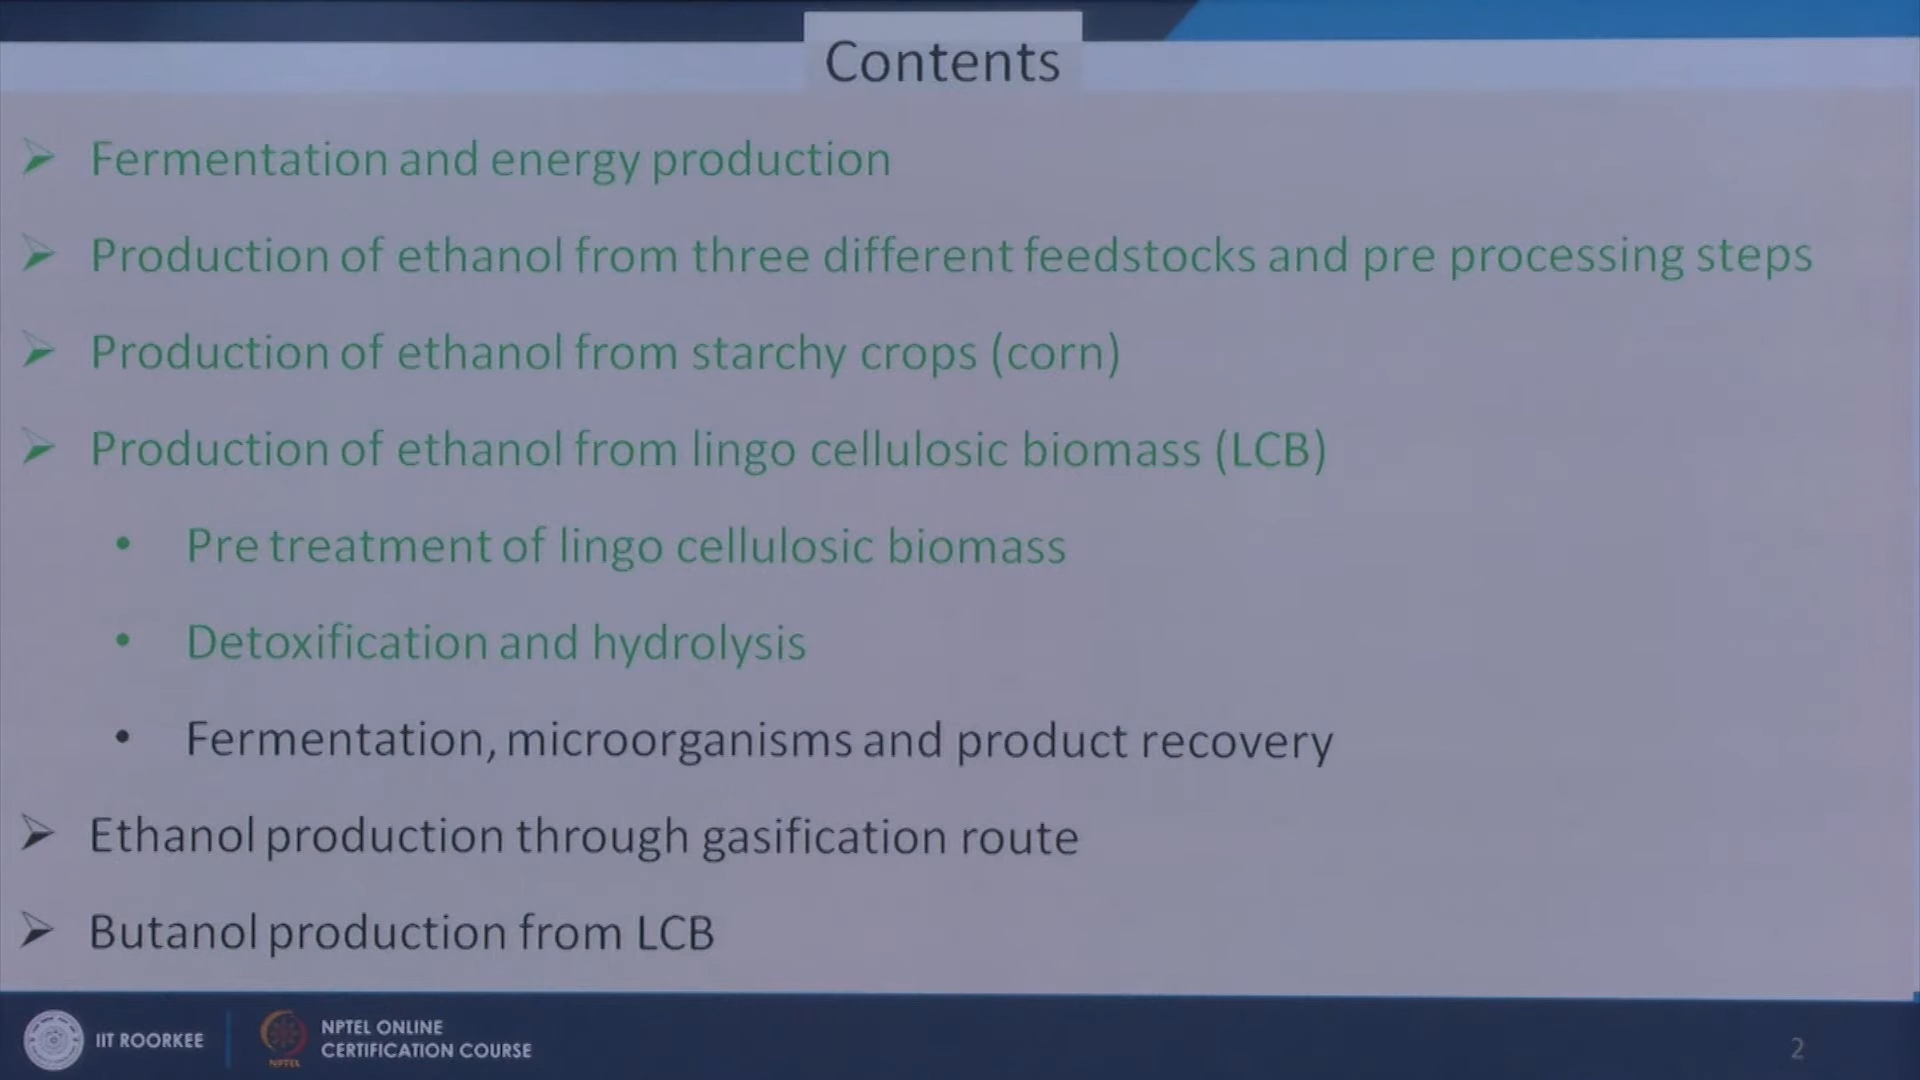 Contents
➢ Fermentation and energy production
➢ Production of ethanol from three different feedstocks and pre processing steps
➢ Production of ethanol from starchy crops (corn)
➢ Production of ethanol from lingo cellulosic biomass (LCB)
• Pre treatment of lingo cellulosic biomass
• Detoxification and hydrolysis
• Fermentation, microorganisms and product recovery
➢ Ethanol production through gasification route
➢ Butanol production from LCB
IIT ROORKEE
NPTEL
NPTEL ONLINE
CERTIFICATION COURSE
2